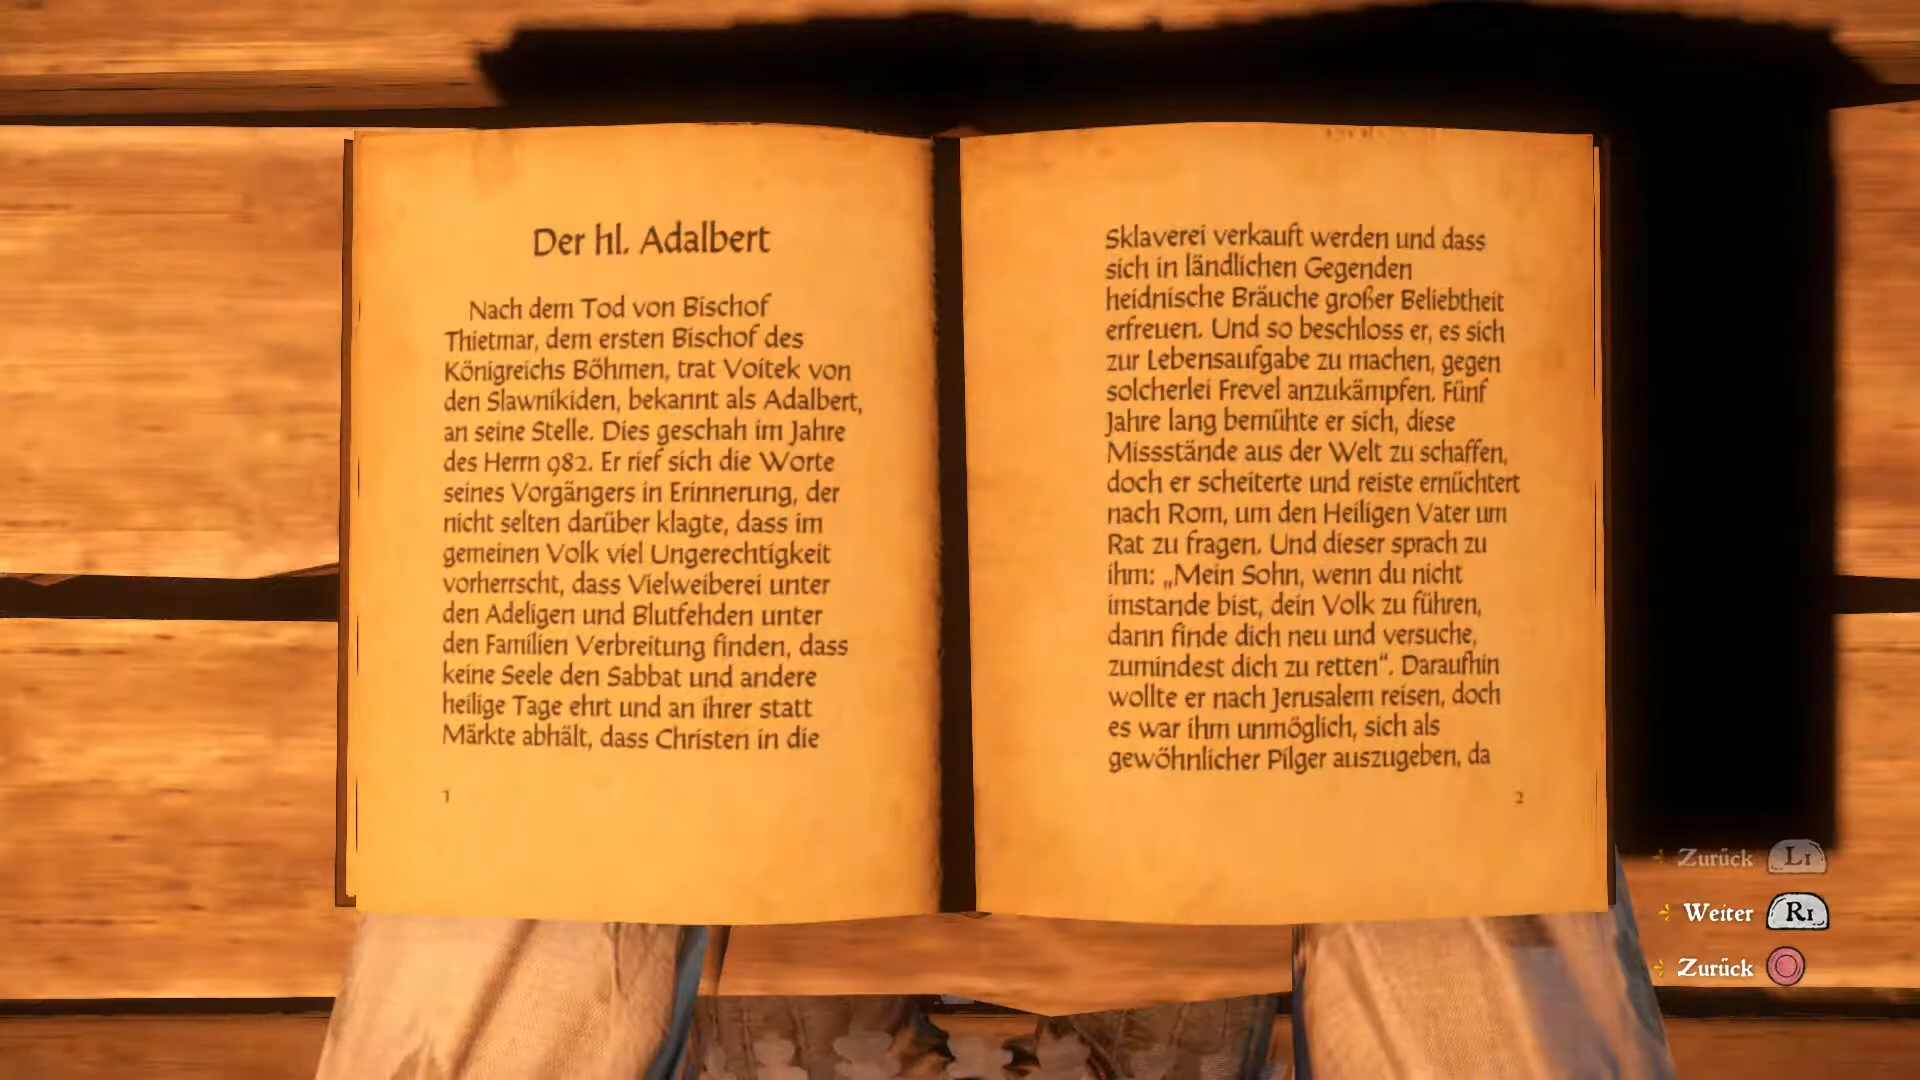 Der hl. Adalbert
Nach dem Tod von Bischof
Thietmar, dem ersten Bischof des
Königreichs Böhmen, trat Voitek von
den Slawnikiden, bekannt als Adalbert,
an seine Stelle. Dies geschah im Jahre
des Herrn 982. Er rief sich die Worte
seines Vorgängers in Erinnerung, der
nicht selten darüber klagte, dass im
gemeinen Volk viel Ungerechtigkeit
vorherrscht, dass Vielweiberei unter
den Adeligen und Blutfehden unter
den Familien Verbreitung finden, dass
keine Seele den Sabbat und andere
heilige Tage ehrt und an ihrer statt
Märkte abhält, dass Christen in die
1
Sklaverei verkauft werden und dass
sich in ländlichen Gegenden
heidnische Bräuche großer Beliebtheit
erfreuen. Und so beschloss er, es sich
zur Lebensaufgabe zu machen, gegen
solcherlei Frevel anzukämpfen. Fünf
Jahre lang bemühte er sich, diese
Missstände aus der Welt zu schaffen,
doch er scheiterte und reiste ernüchtert
nach Rom, um den Heiligen Vater um
Rat zu fragen. Und dieser sprach zu
ihm: „Mein Sohn, wenn du nicht
imstande bist, dein Volk zu führen,
dann finde dich neu und versuche,
zumindest dich zu retten“. Daraufhin
wollte er nach Jerusalem reisen, doch
es war ihm unmöglich, sich als
gewöhnlicher Pilger auszugeben, da
2
Zurück L1
Weiter R1
Zurück